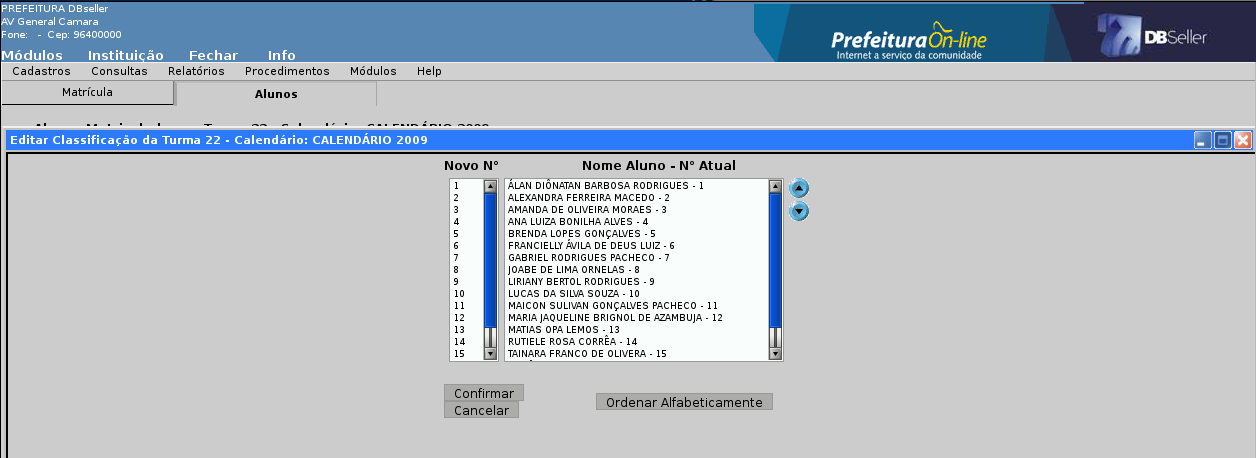 PREFEITURA DBseller
AV General Camara
Fone: - Cep: 96400000
Prefeitura On-line
Internet a serviço da comunidade
DBSeller
Módulos Instituição Fechar Info
Cadastros Consultas Relatórios Procedimentos Módulos Help
Matrícula Alunos
Editar Classificação da Turma 22 - Calendário: CALENDÁRIO 2009
Novo N° Nome Aluno - N° Atual
1 ÁLAN DIÔNATAN BARBOSA RODRIGUES - 1
2 ALEXANDRA FERREIRA MACEDO - 2
3 AMANDA DE OLIVEIRA MORAES - 3
4 ANA LUIZA BONILHA ALVES - 4
5 BRENDA LOPES GONÇALVES - 5
6 FRANCIELLY ÁVILA DE DEUS LUIZ - 6
7 GABRIEL RODRIGUES PACHECO - 7
8 JOABE DE LIMA ORNELAS - 8
9 LIRIANY BERTOL RODRIGUES - 9
10 LUCAS DA SILVA SOUZA - 10
11 MAICON SULIVAN GONÇALVES PACHECO - 11
12 MARIA JAQUELINE BRIGNOL DE AZAMBUJA - 12
13 MATIAS OPA LEMOS - 13
14 RUTIELE ROSA CORRÊA - 14
15 TAINARA FRANCO DE OLIVERA - 15
Confirmar
Cancelar
Ordenar Alfabeticamente